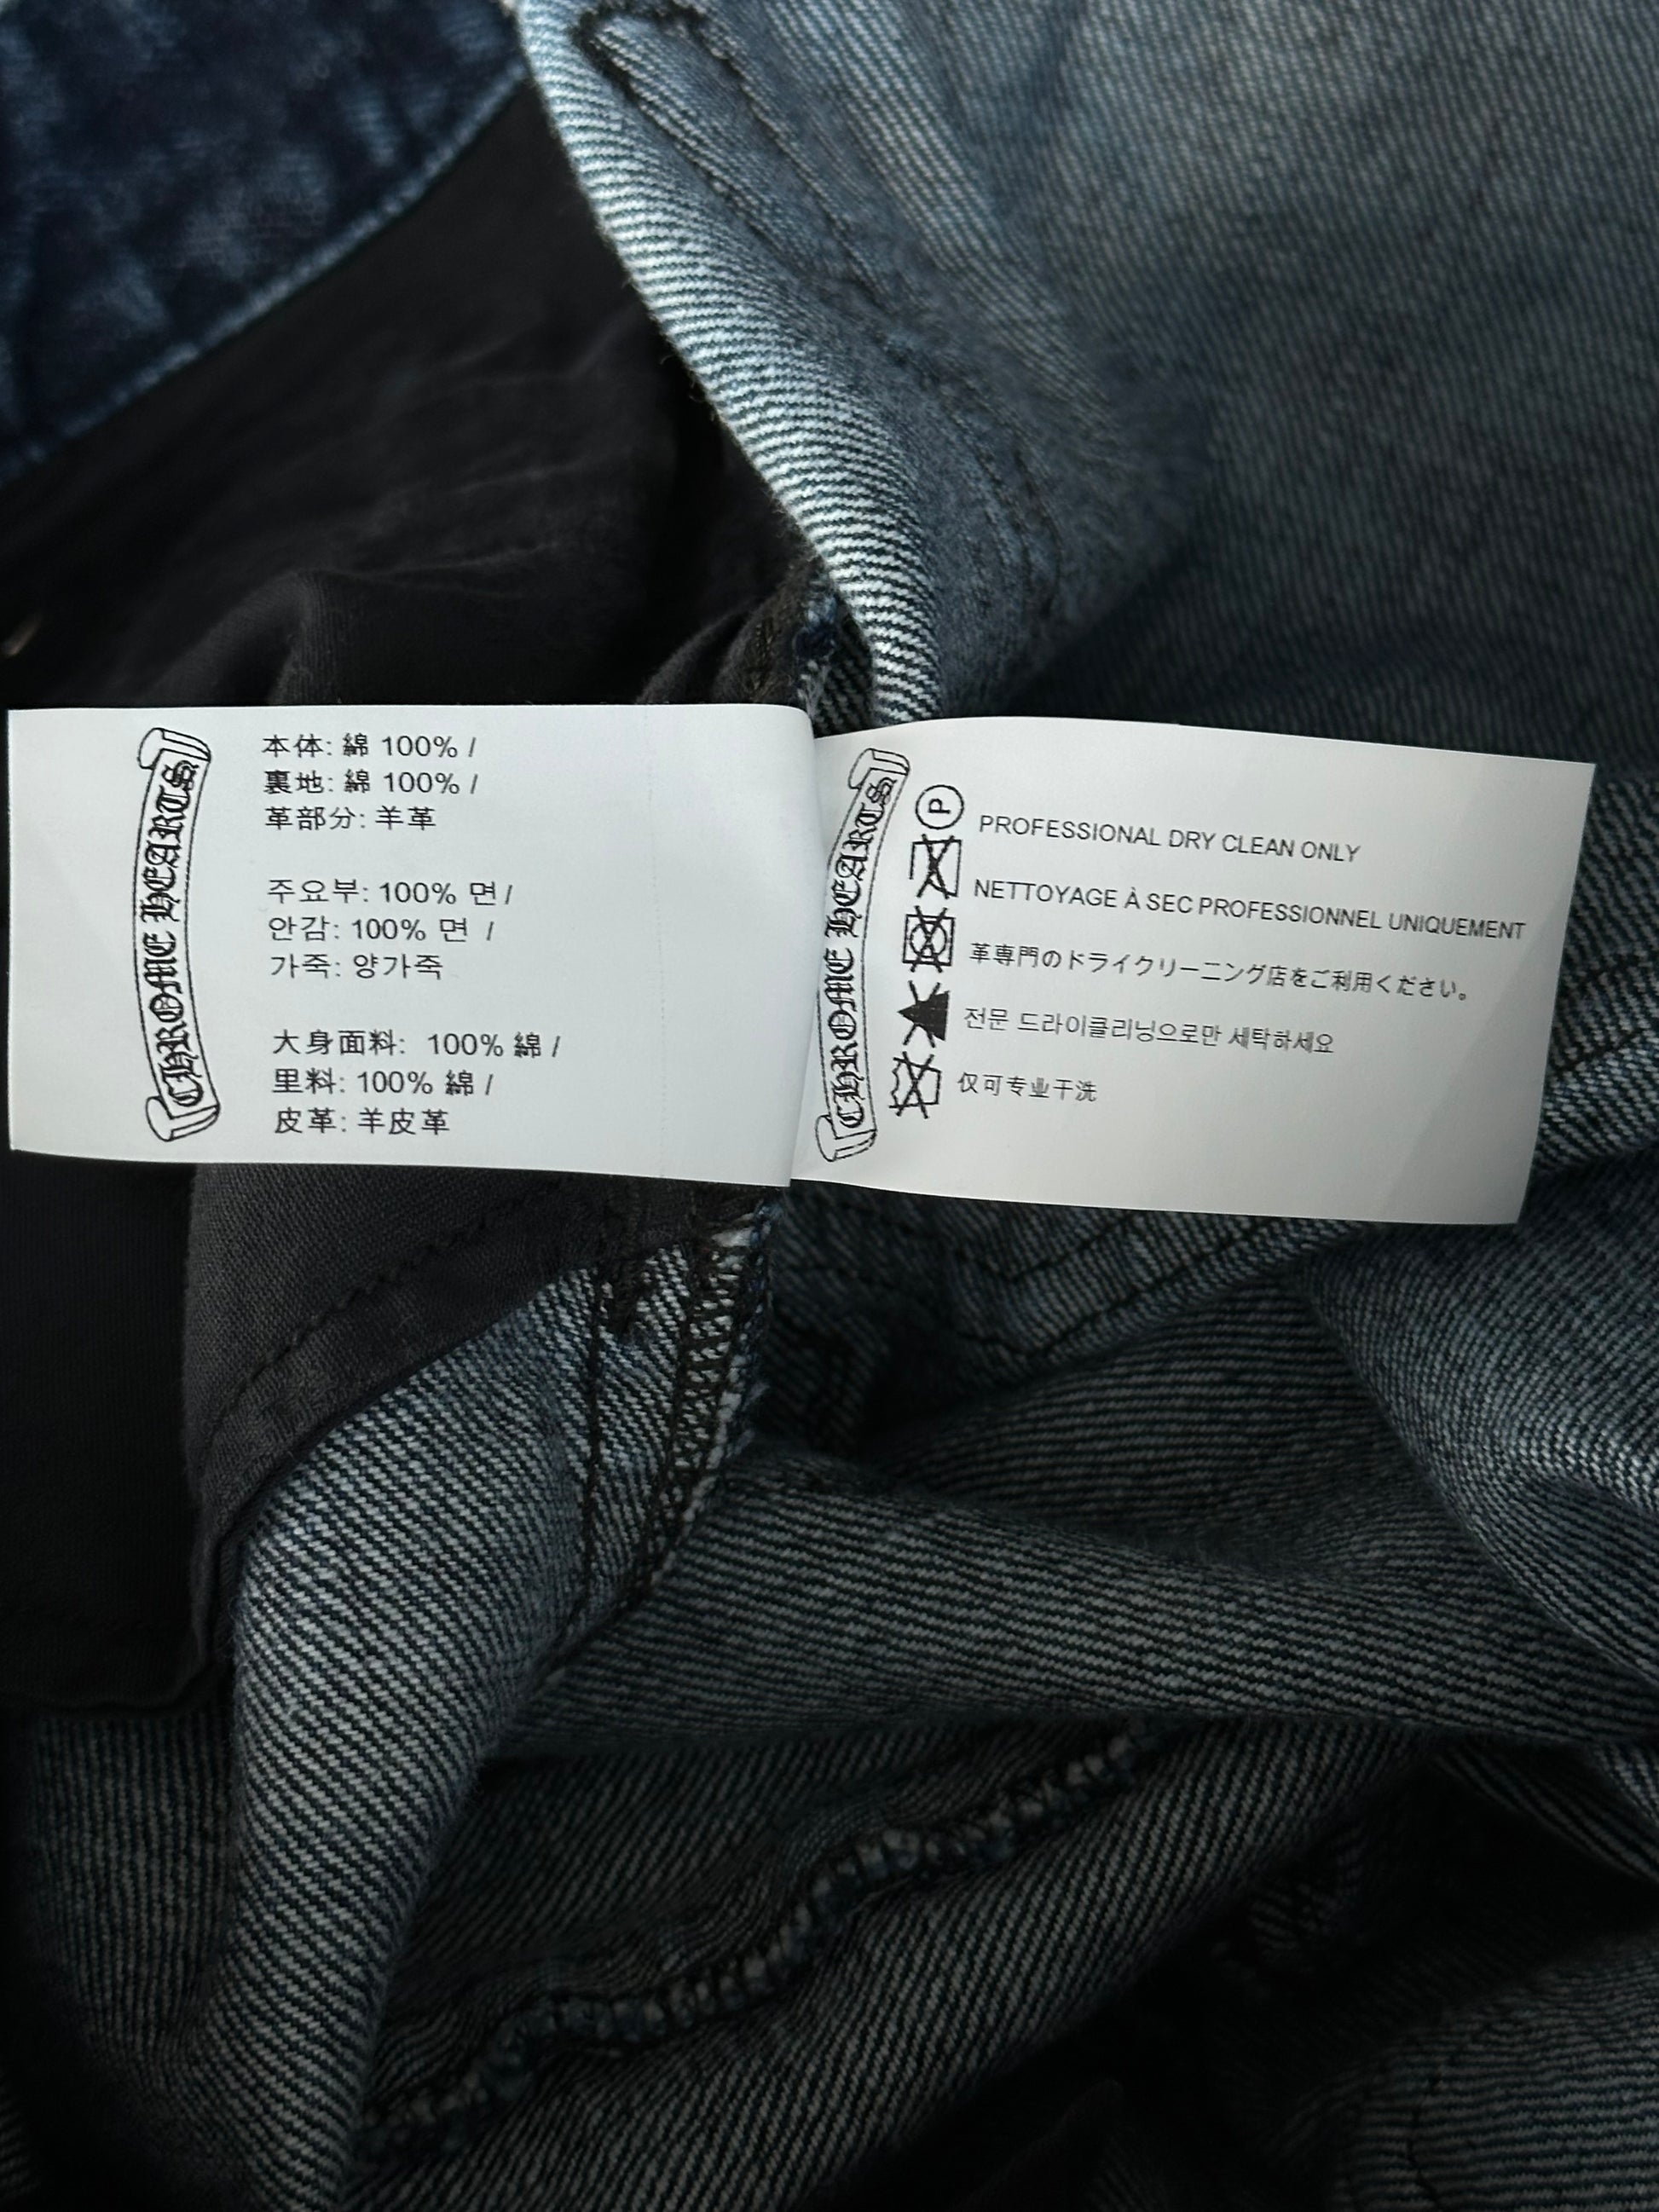 CHROME HEARTS
本体: 綿 100% /
裏地: 綿 100% /
革部分: 羊革
주요부: 100% 면 /
안감: 100% 면 /
가죽: 양가죽
大身面料: 100% 綿 /
里料: 100% 綿 /
皮革: 羊皮革
CHROME HEARTS
P
PROFESSIONAL DRY CLEAN ONLY
NETTOYAGE À SEC PROFESSIONNEL UNIQUEMENT
革専門のドライクリーニング店をご利用ください。
전문 드라이클리닝으로만 세탁하세요
仅可专业干洗